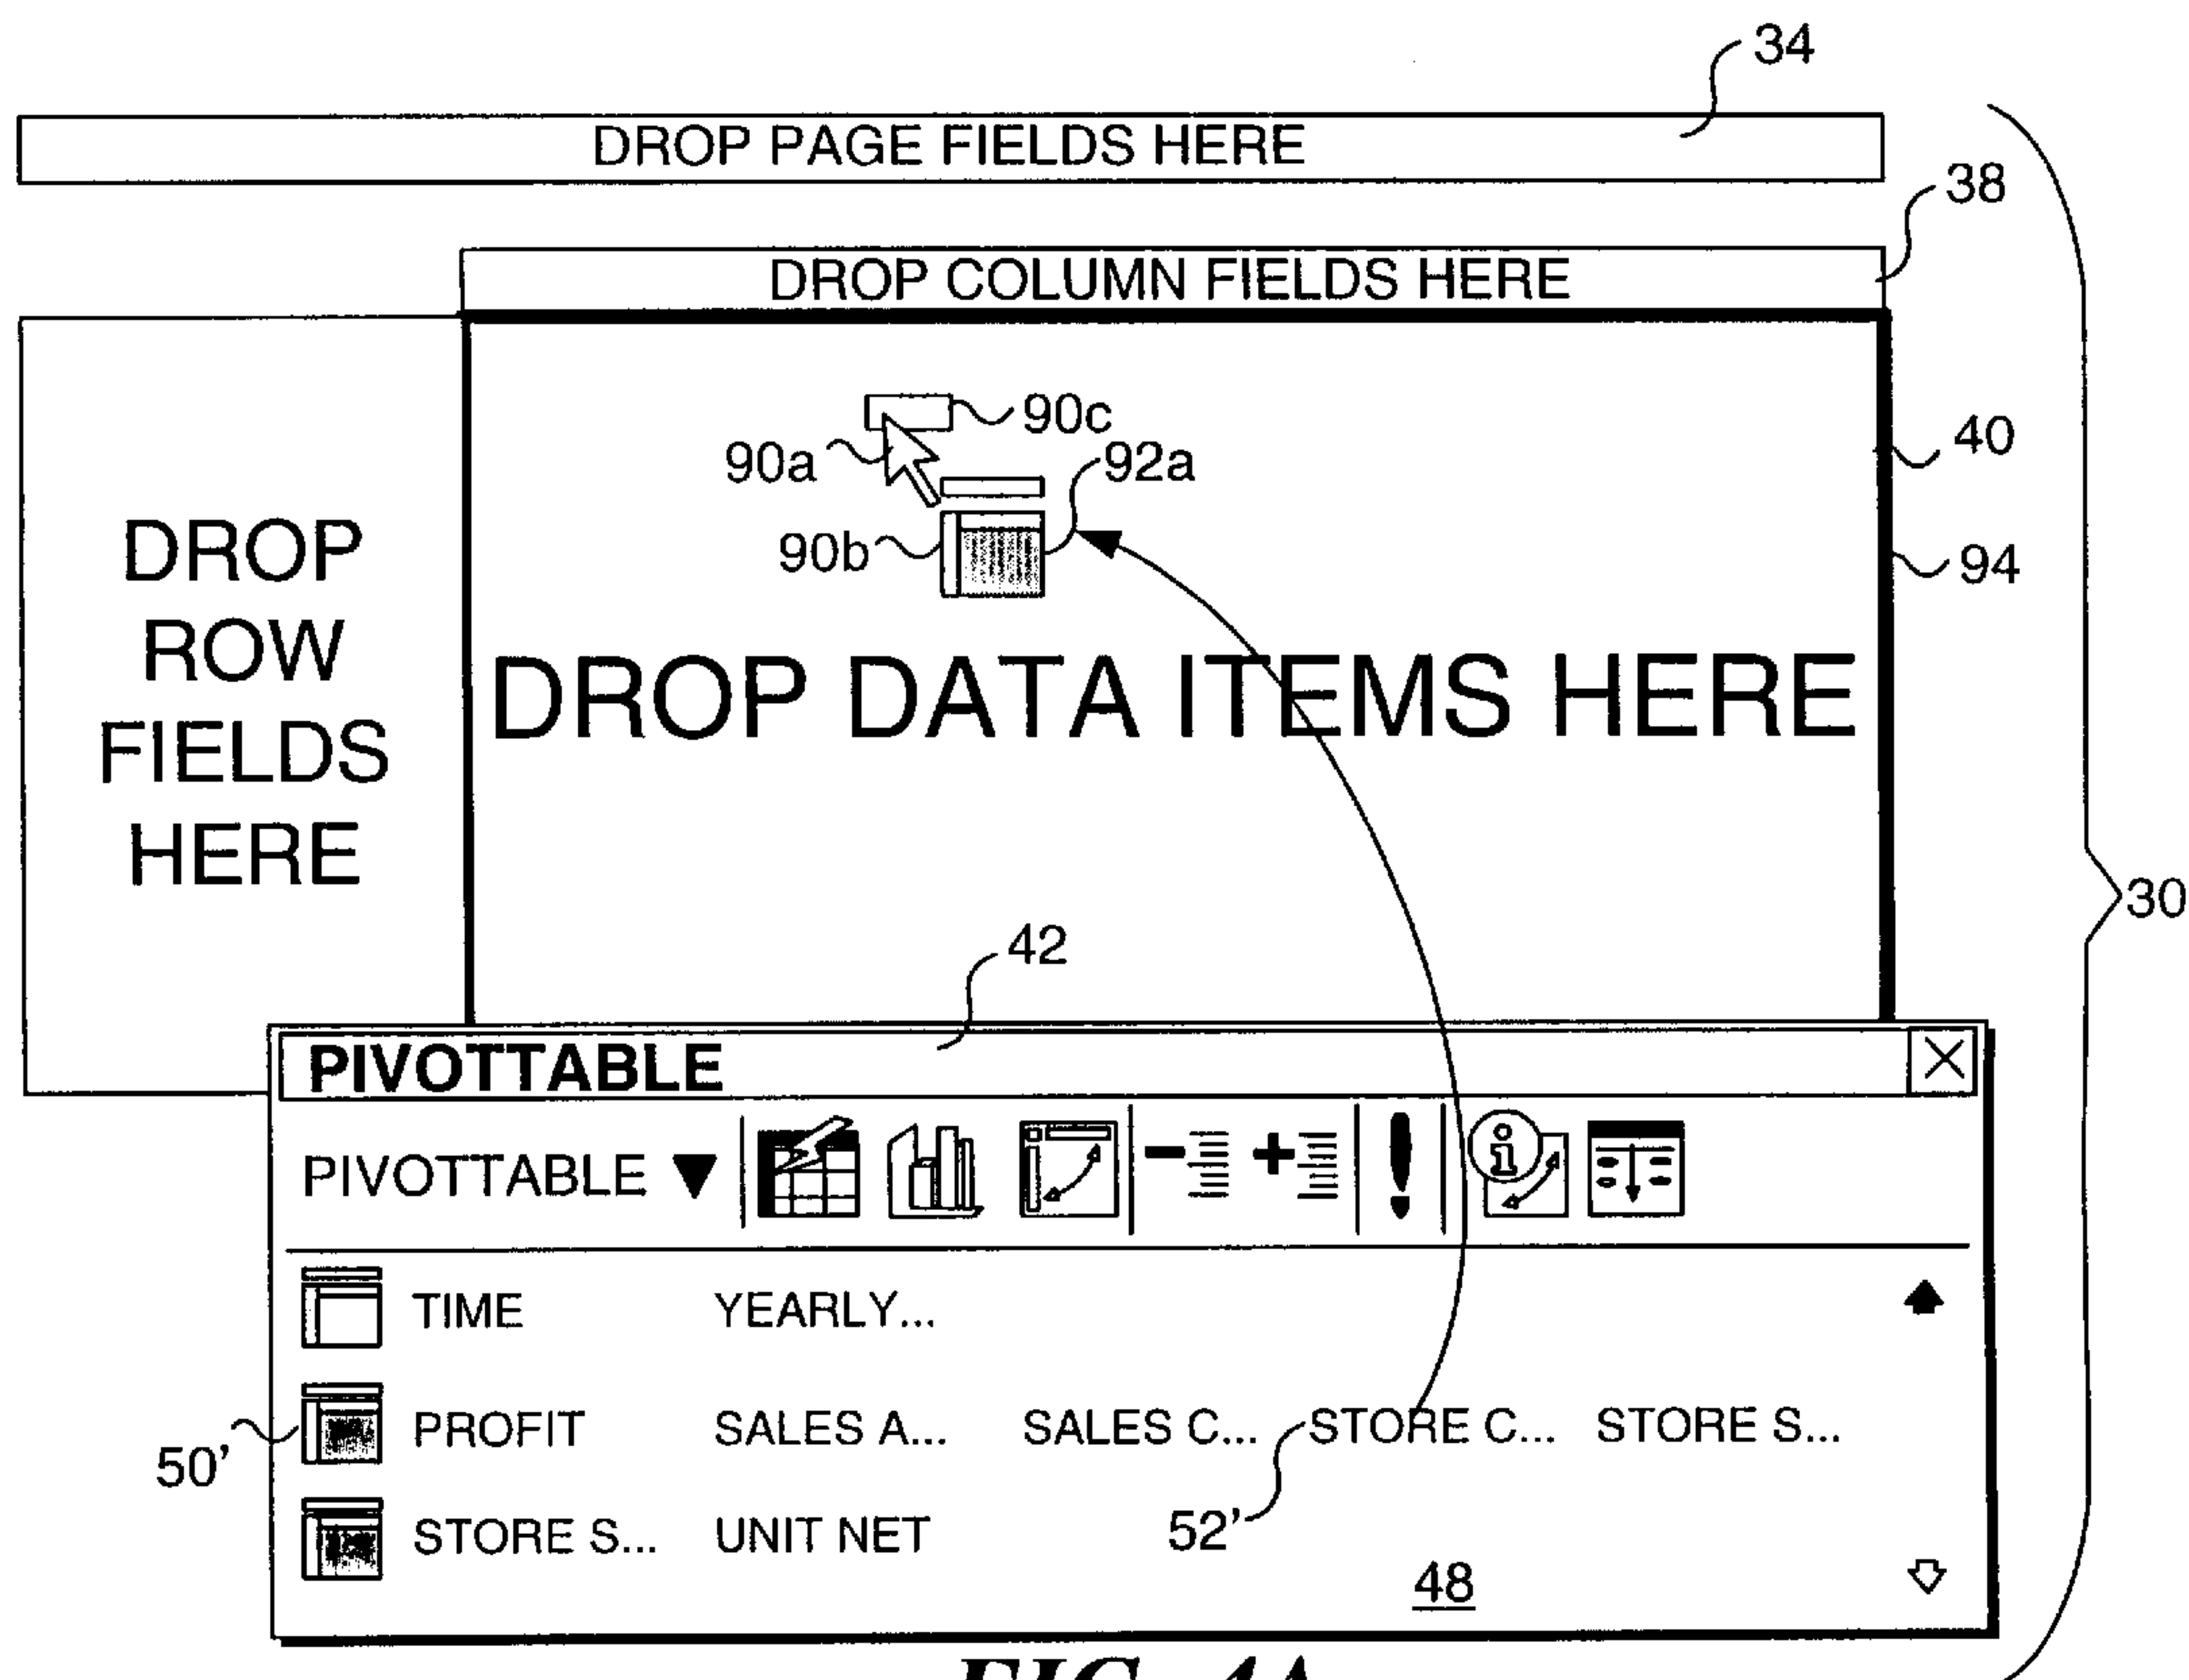 34
DROP PAGE FIELDS HERE
38
DROP COLUMN FIELDS HERE
90c
90a
92a
40
90b
94
DROP
ROW
FIELDS
HERE
DROP DATA ITEMS HERE
30
42
PIVOTTABLE
PIVOTTABLE
TIME YEARLY...
50' PROFIT SALES A... SALES C... STORE C... STORE S...
52'
STORE S... UNIT NET
48
FIG. 4A